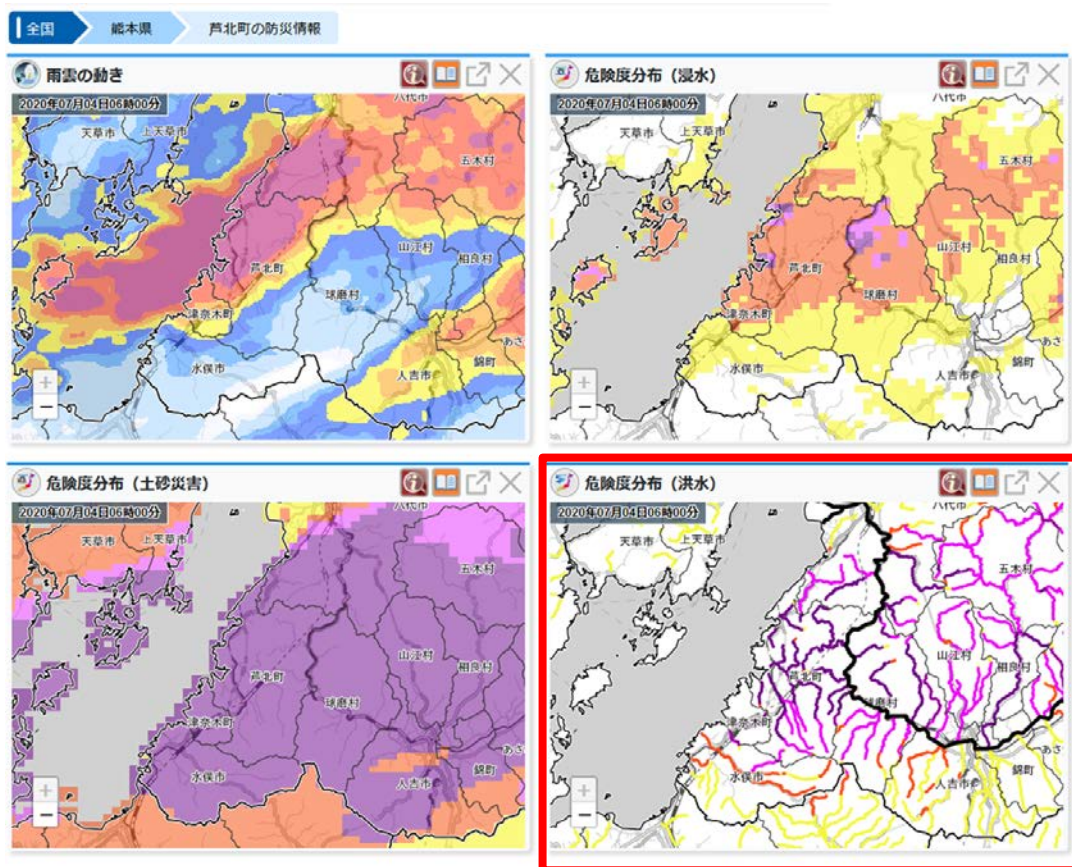 全国 熊本県 芦北町の防災情報
雨雲の動き
2020年07月04日06時00分
八代市
天草市
上天草市
五木村
山江村
相良村
芦北町
球磨村
津奈木町
あさ
錦町
水俣市
人吉市
+
−
危険度分布（浸水）
2020年07月04日06時00分
八代市
天草市
上天草市
五木村
山江村
相良村
芦北町
球磨村
津奈木町
あさ
錦町
水俣市
人吉市
+
−
危険度分布（土砂災害）
2020年07月04日06時00分
八代市
天草市
上天草市
五木村
山江村
相良村
芦北町
球磨村
津奈木町
あさ
錦町
水俣市
人吉市
+
−
危険度分布（洪水）
2020年07月04日06時00分
八代市
天草市
上天草市
五木村
山江村
相良村
芦北町
球磨村
津奈木町
あさ
錦町
水俣市
人吉市
+
−